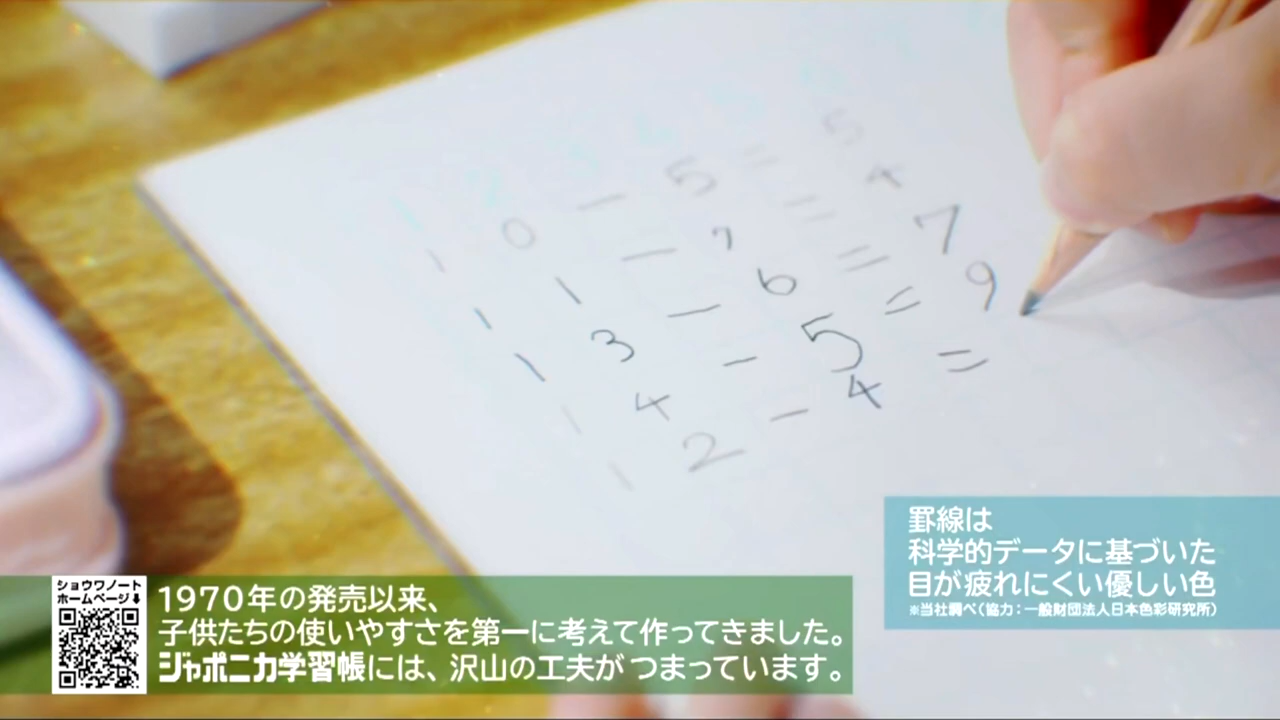 10-5=5
11-7=4
13-6=7
14-5=9
12-4=
罫線は
科学的データに基づいた
目が疲れにくい優しい色
※当社調べ(協力：一般財団法人日本色彩研究所)
ショウワノート
ホームページ⬇
1970年の発売以来、
子供たちの使いやすさを第一に考えて作ってきました。
ジャポニカ学習帳には、沢山の工夫がつまっています。